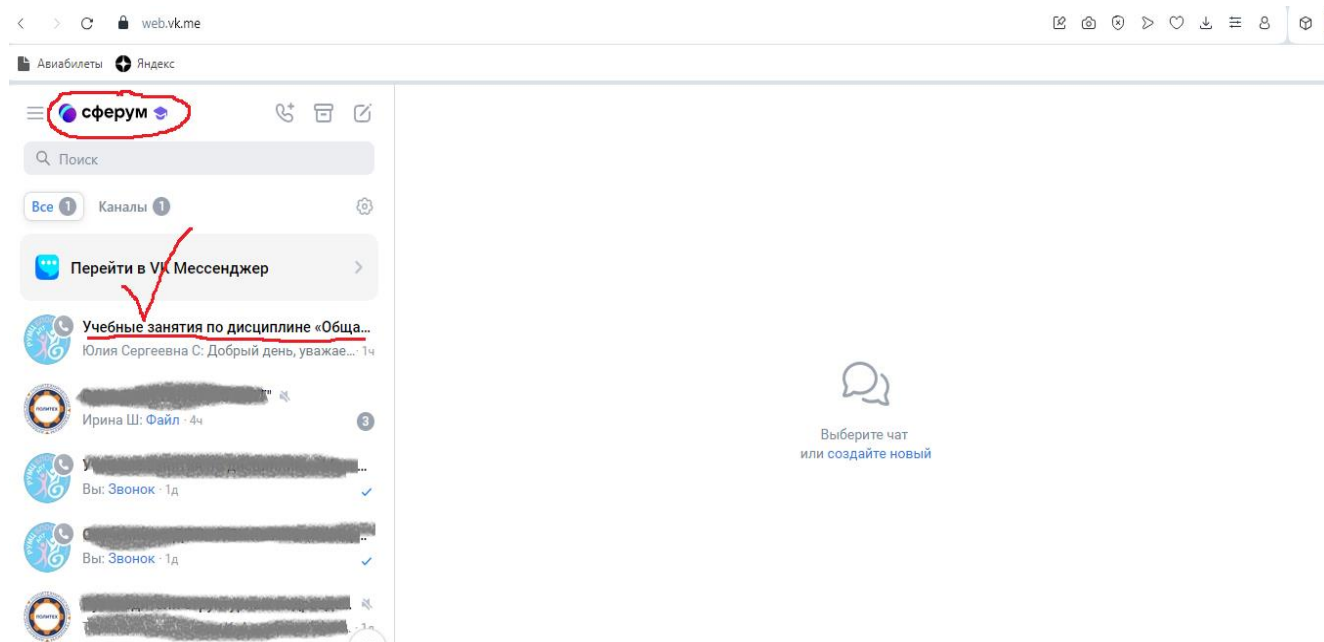 web.vk.me
Авиабилеты Яндекс
сферум
Поиск
Все 1 Каналы 1
Перейти в VK Мессенджер
Учебные занятия по дисциплине «Обща...
Юлия Сергеевна С: Добрый день, уважае... · 1ч
Ирина Ш: Файл · 4ч
3
Выберите чат
или создайте новый
Вы: Звонок · 1д
Вы: Звонок · 1д
ПОЛИТЕХ
ПОЛИТЕХ